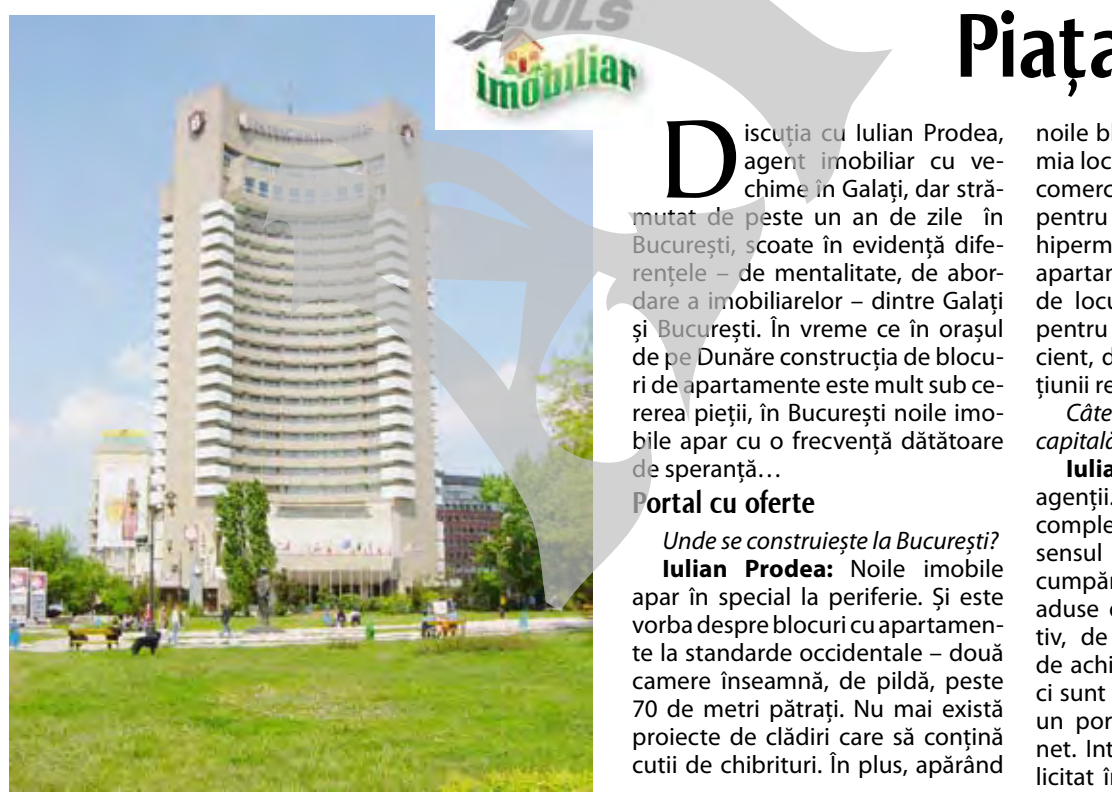 PULS
imobiliar
Piața
Discuția cu Iulian Prodea,
agent imobiliar cu ve-
chime în Galați, dar stră-
mutat de peste un an de zile în
București, scoate în evidență dife-
rențele – de mentalitate, de abor-
dare a imobiliarelor – dintre Galați
și București. În vreme ce în orașul
de pe Dunăre construcția de blocu-
ri de apartamente este mult sub ce-
rerea pieții, în București noile imo-
bile apar cu o frecvență dătătoare
de speranță…
Portal cu oferte
Unde se construiește la București?
Iulian Prodea: Noile imobile
apar în special la periferie. Și este
vorba despre blocuri cu apartamen-
te la standarde occidentale – două
camere înseamnă, de pildă, peste
70 de metri pătrați. Nu mai există
proiecte de clădiri care să conțină
cutii de chibrituri. În plus, apărând
noile bl
mia loc
comerc
pentru
hiperm
apartam
de locu
pentru
cient, d
țiunii re
Câte
capitală
Iulia
agenții.
comple
sensul
cumpăr
aduse
tiv, de
de achi
ci sunt
un por
net. Int
licitat în